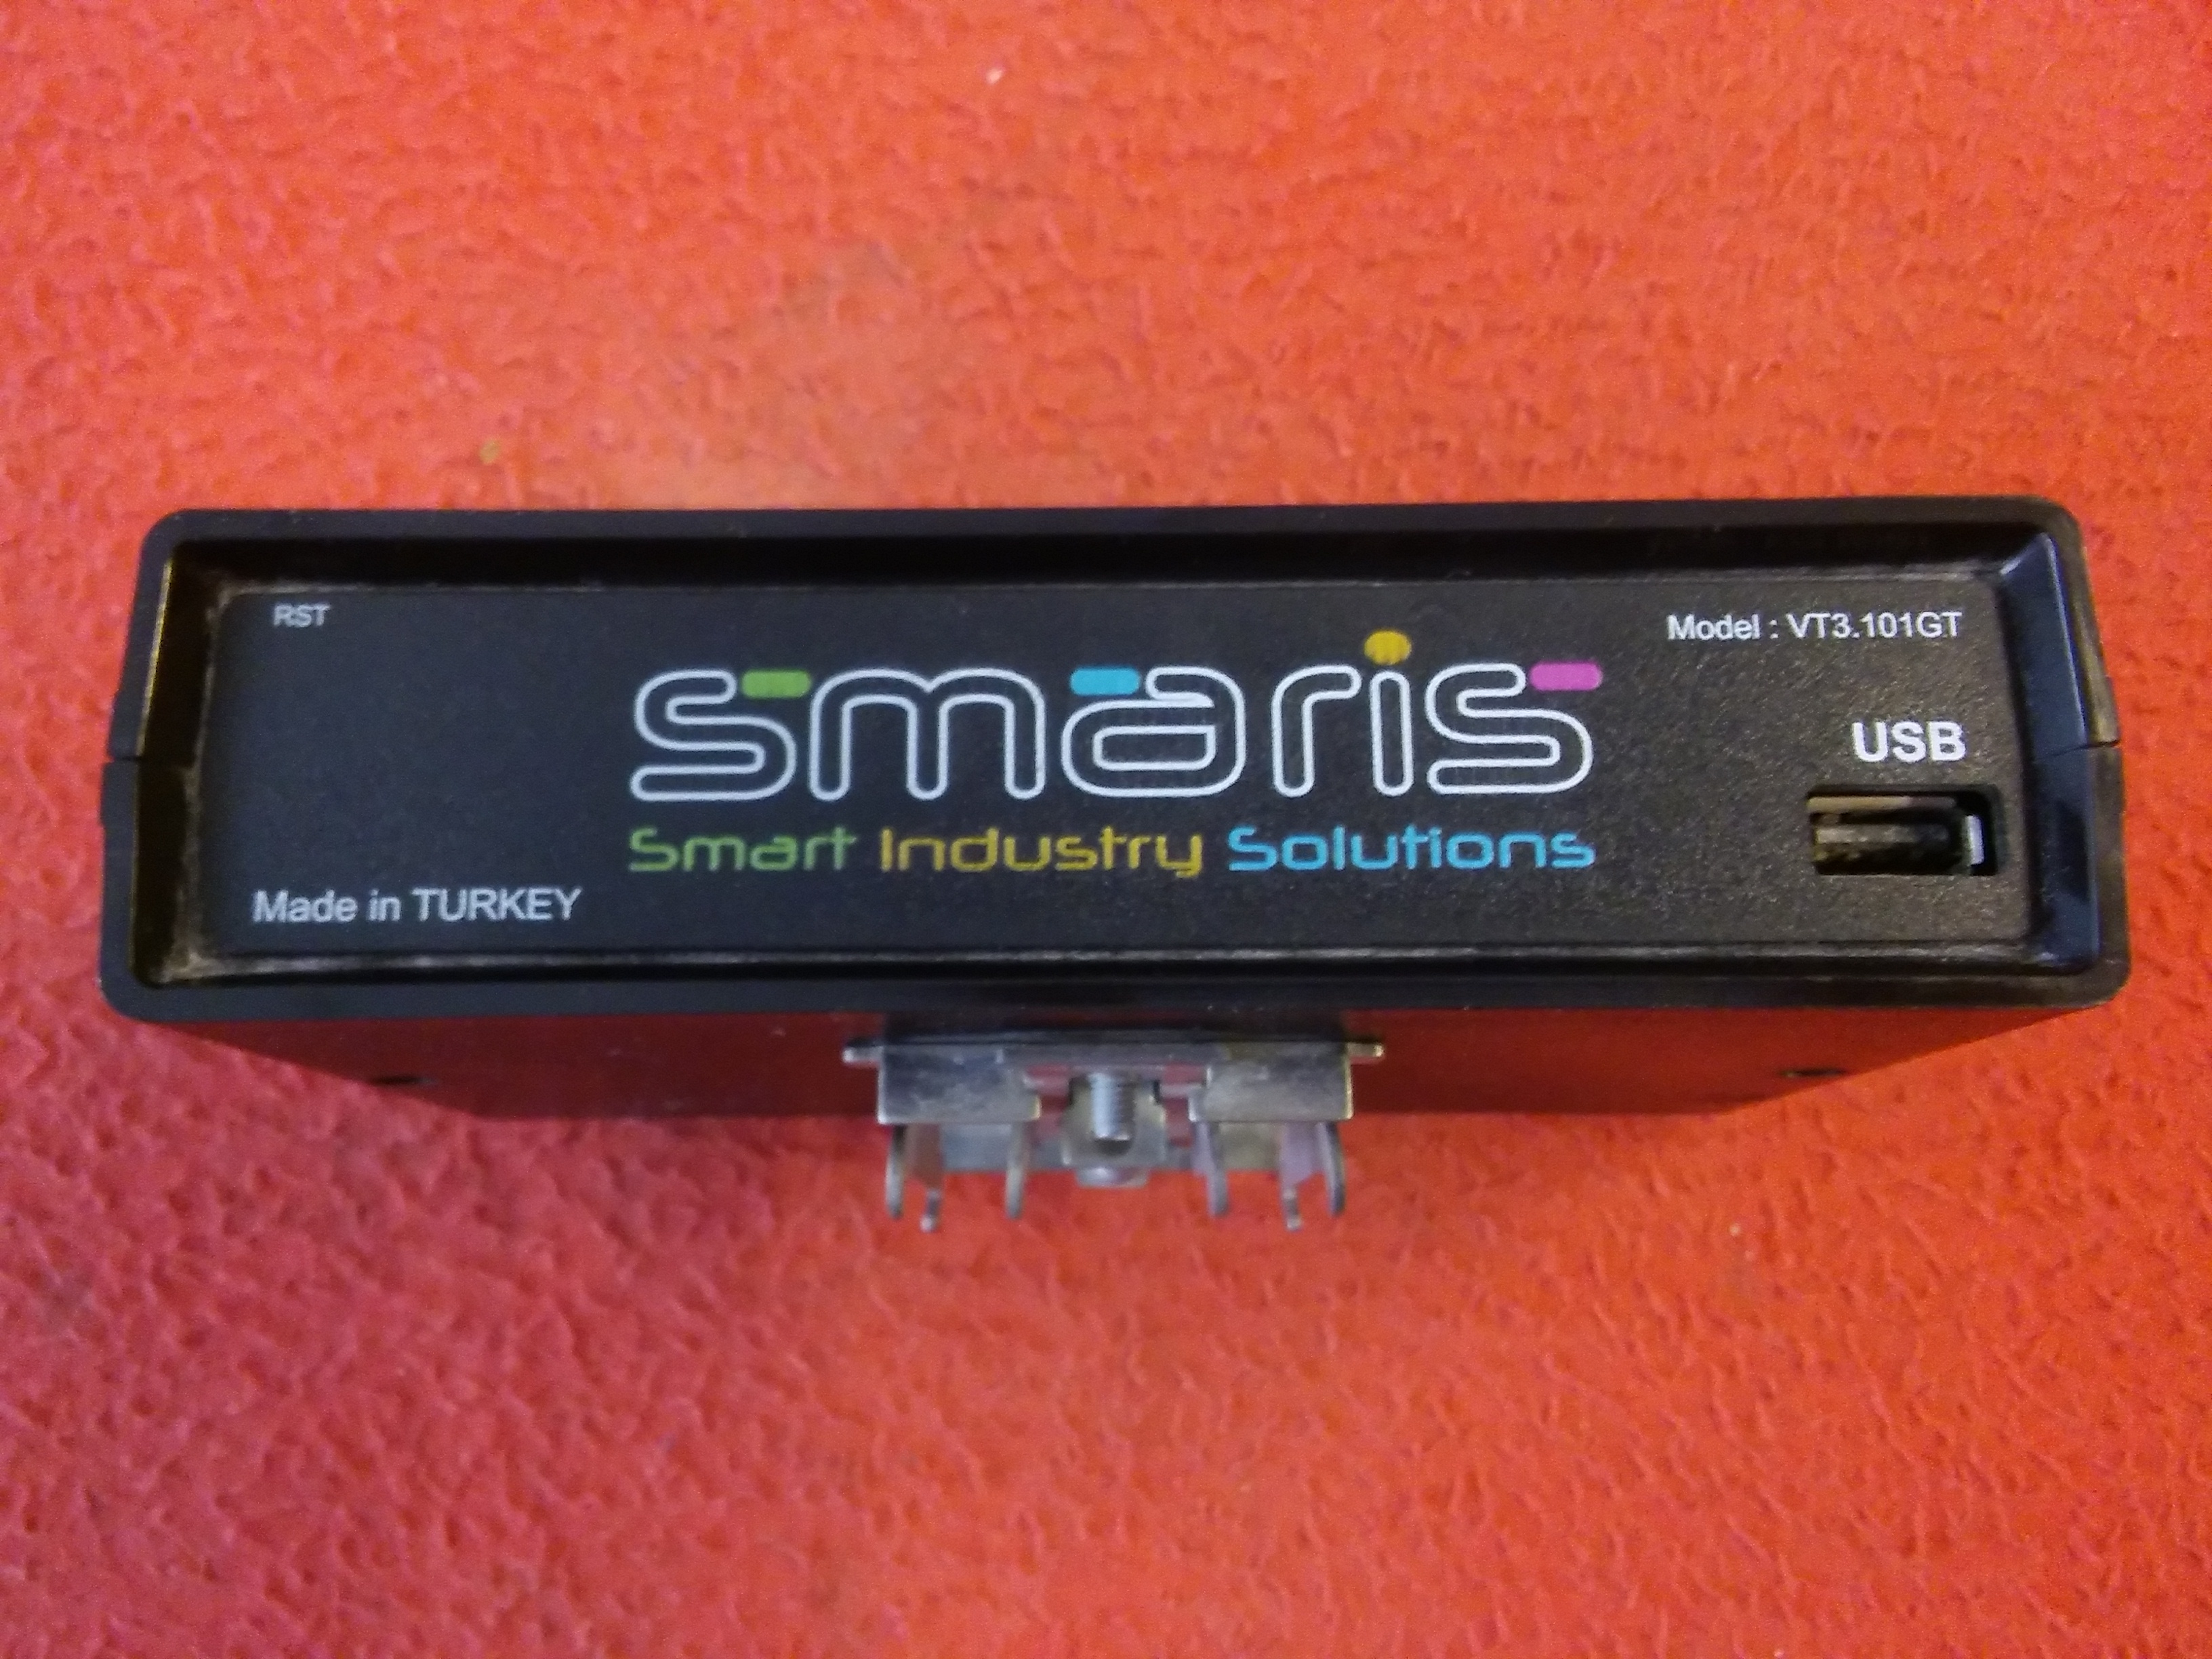 RST
Model : VT3.101GT
smaris
USB
Smart Industry Solutions
Made in TURKEY